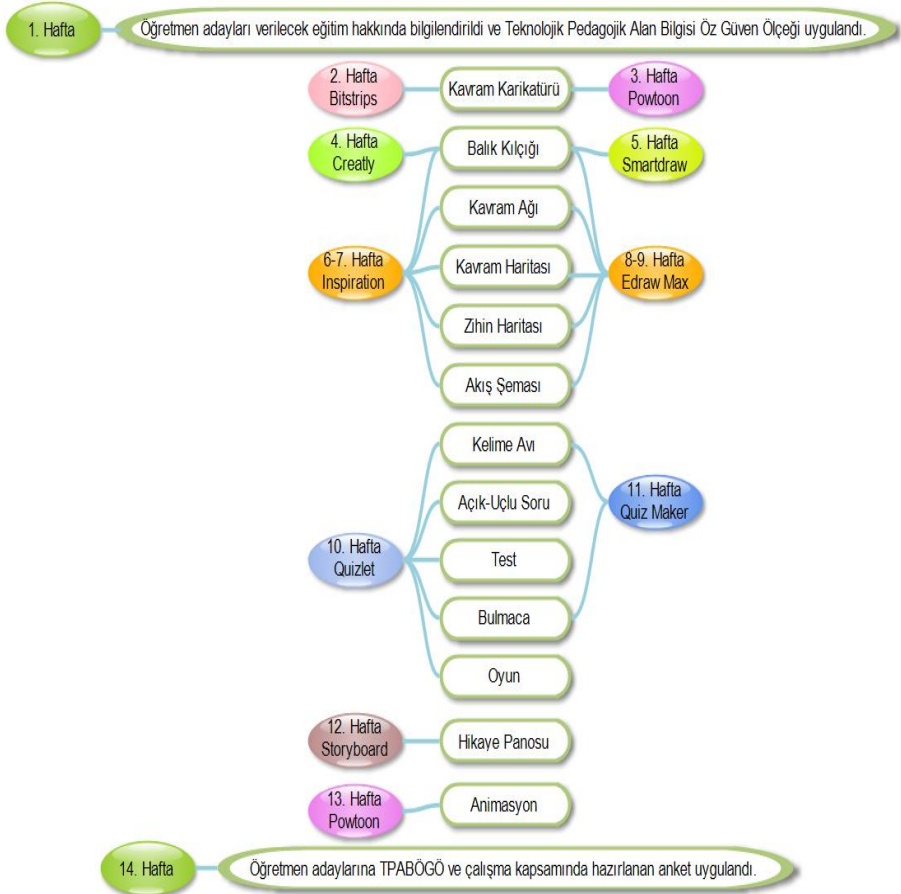 1. Hafta
Öğretmen adayları verilecek eğitim hakkında bilgilendirildi ve Teknolojik Pedagojik Alan Bilgisi Öz Güven Ölçeği uygulandı.
2. Hafta
Bitstrips
Kavram Karikatürü
3. Hafta
Powtoon
4. Hafta
Creatly
Balık Kılçığı
5. Hafta
Smartdraw
Kavram Ağı
6-7. Hafta
Inspiration
Kavram Haritası
8-9. Hafta
Edraw Max
Zihin Haritası
Akış Şeması
Kelime Avı
Açık-Uçlu Soru
11. Hafta
Quiz Maker
10. Hafta
Quizlet
Test
Bulmaca
Oyun
12. Hafta
Storyboard
Hikaye Panosu
13. Hafta
Powtoon
Animasyon
14. Hafta
Öğretmen adaylarına TPABÖGÖ ve çalışma kapsamında hazırlanan anket uygulandı.